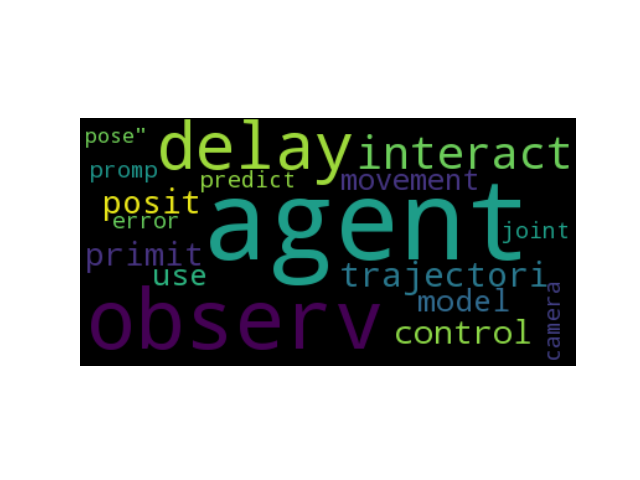 pose" delay interact
promp predict movement
posit agent
error joint
primit use trajectori
observ model camera
control